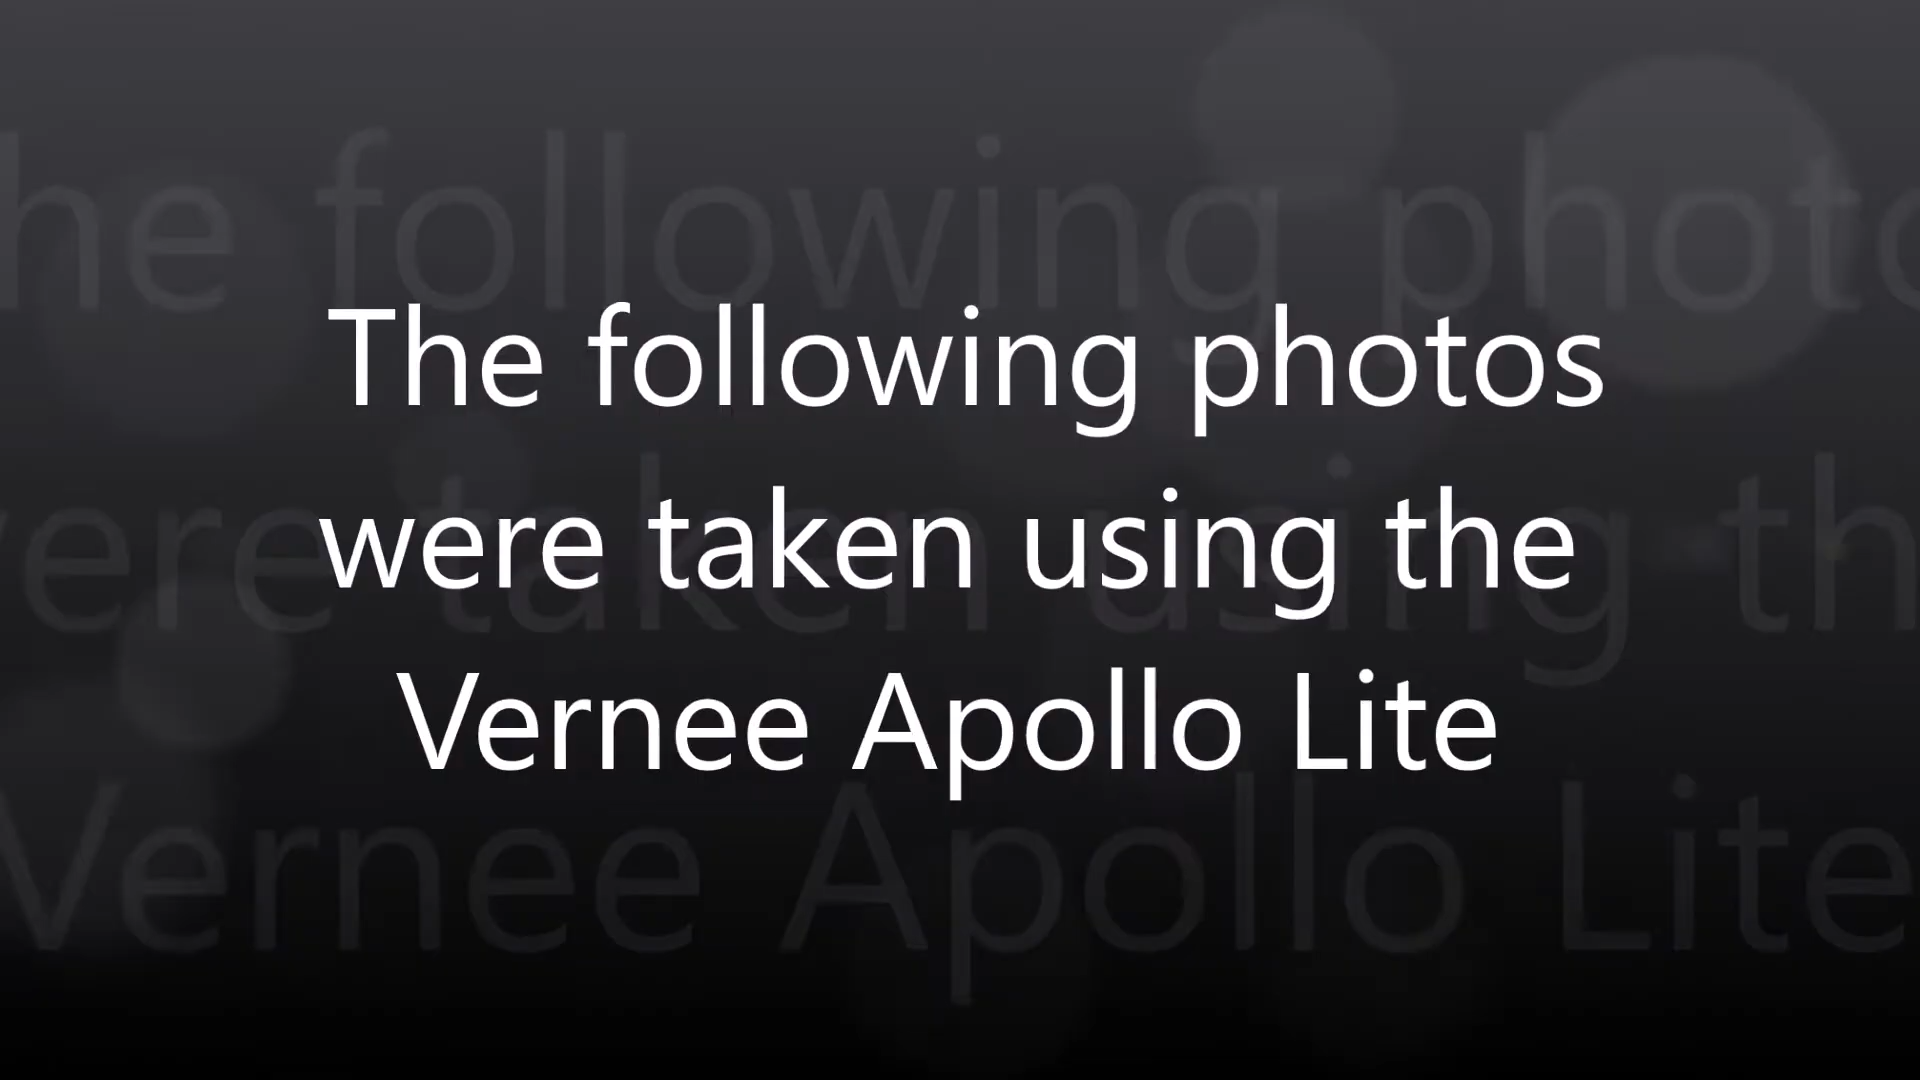 The following photos
were taken using the
Vernee Apollo Lite